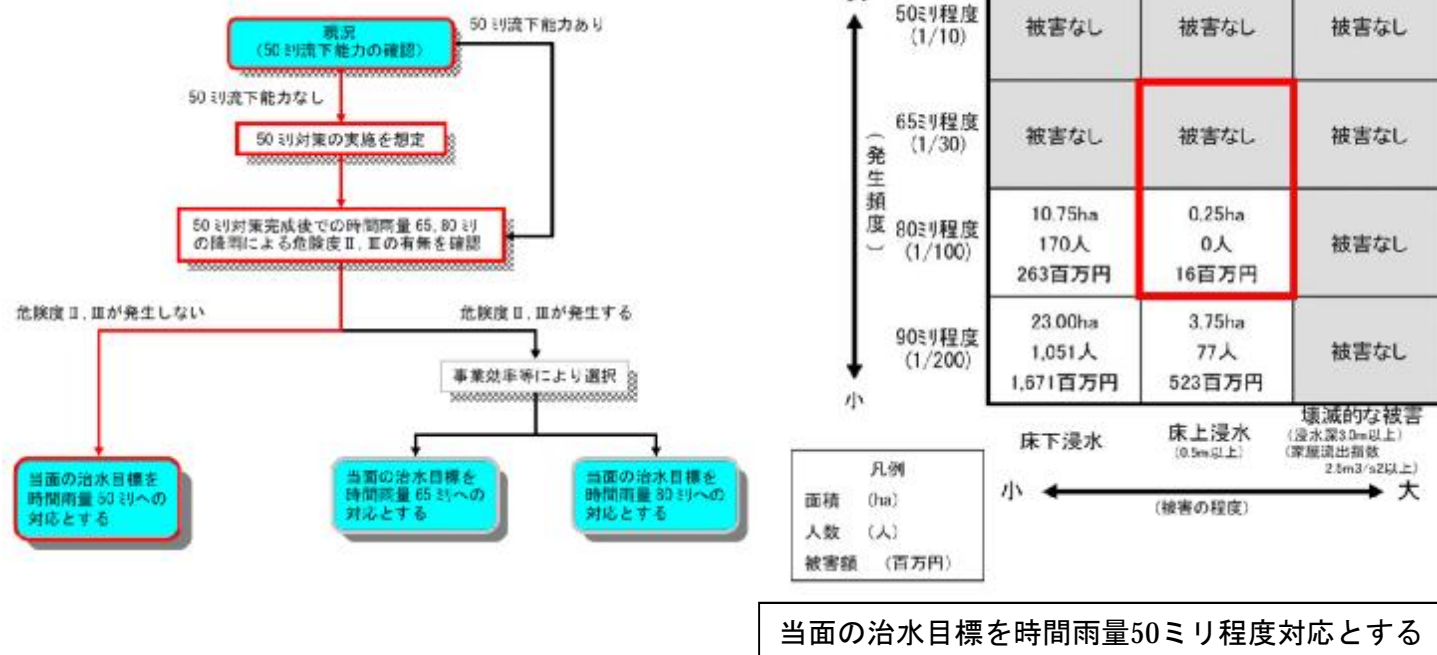 現況
（50ミリ流下能力の確認）
50ミリ流下能力あり
50ミリ流下能力なし
50ミリ対策の実施を想定
50ミリ対策完成後での時間雨量65,80ミリ
の降雨による危険度Ⅱ,Ⅲの有無を確認
危険度Ⅱ,Ⅲが発生しない
危険度Ⅱ,Ⅲが発生する
事業効率等により選択
当面の治水目標を
時間雨量50ミリへの
対応とする
当面の治水目標を
時間雨量65ミリへの
対応とする
当面の治水目標を
時間雨量80ミリへの
対応とする
（発生頻度）
小
50ミリ程度
(1/10)
被害なし
被害なし
被害なし
65ミリ程度
(1/30)
被害なし
被害なし
被害なし
80ミリ程度
(1/100)
10.75ha
170人
263百万円
0.25ha
0人
16百万円
被害なし
90ミリ程度
(1/200)
23.00ha
1,051人
1,671百万円
3.75ha
77人
523百万円
被害なし
床下浸水
床上浸水
(0.5m以上)
壊滅的な被害
(浸水深3.0m以上)
(家屋流出指数
2.5m3/s2以上)
小
大
(被害の程度)
凡例
面積 (ha)
人数 (人)
被害額 (百万円)
当面の治水目標を時間雨量50ミリ程度対応とする